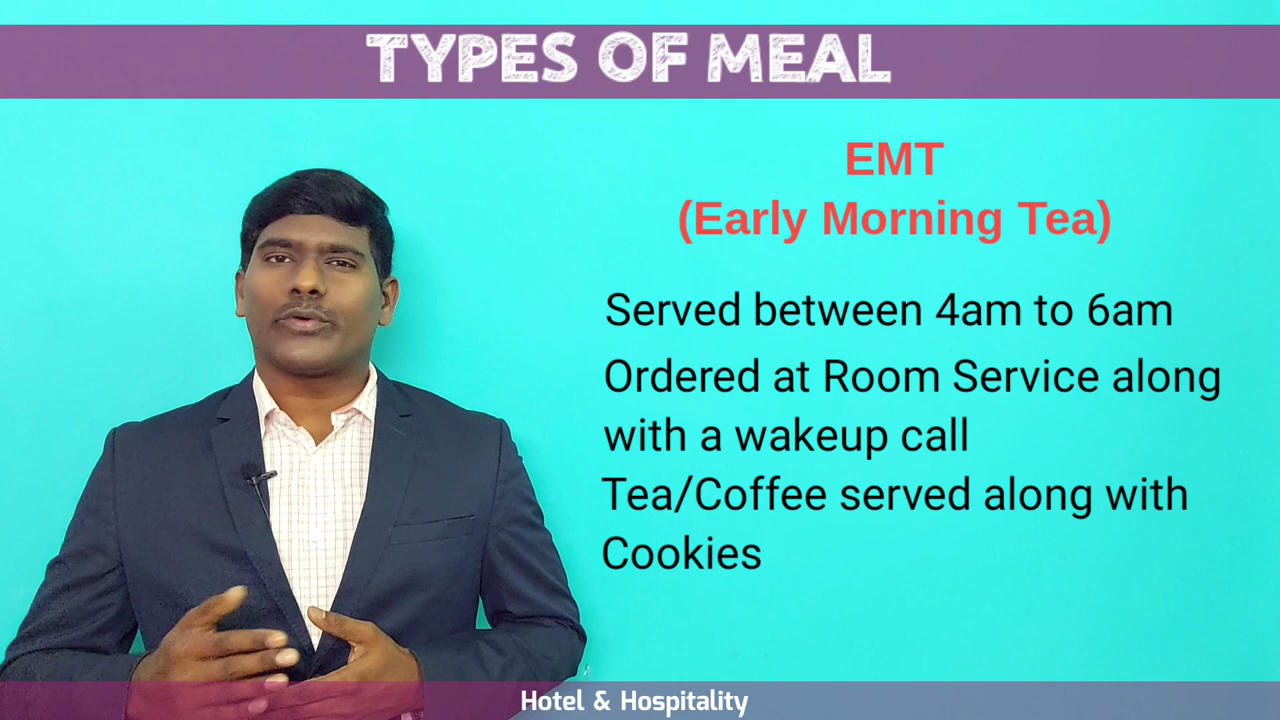 TYPES OF MEAL
EMT
(Early Morning Tea)
Served between 4am to 6am
Ordered at Room Service along
with a wakeup call
Tea/Coffee served along with
Cookies
Hotel & Hospitality